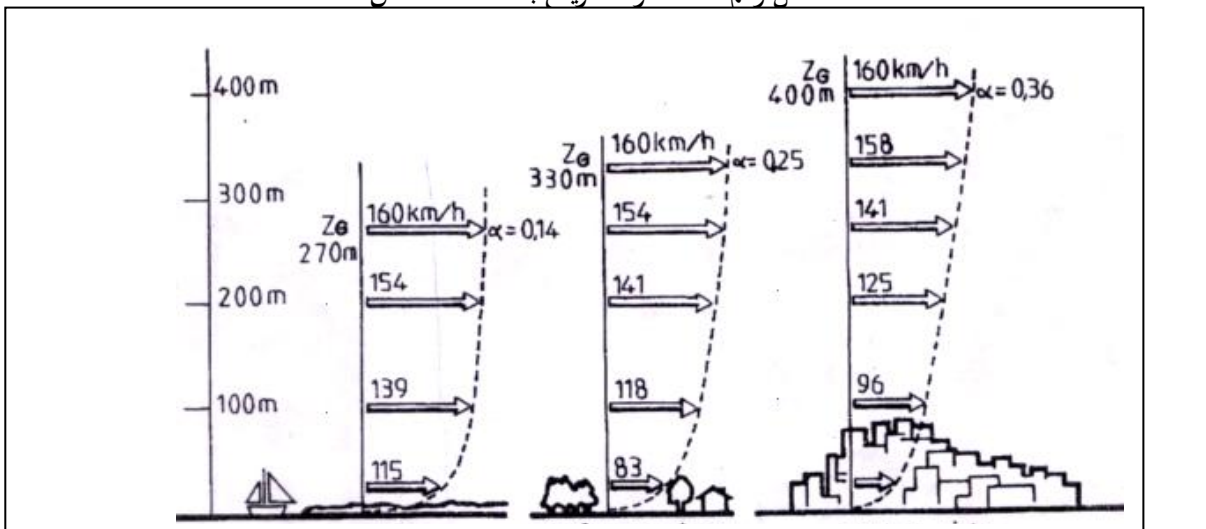 400m
300m
200m
100m
ZG
270m
160km/h
α=0,14
154
139
115
ZG
330m
160km/h
α=0,25
154
141
118
83
ZG
400m
160km/h
α=0,36
158
141
125
96